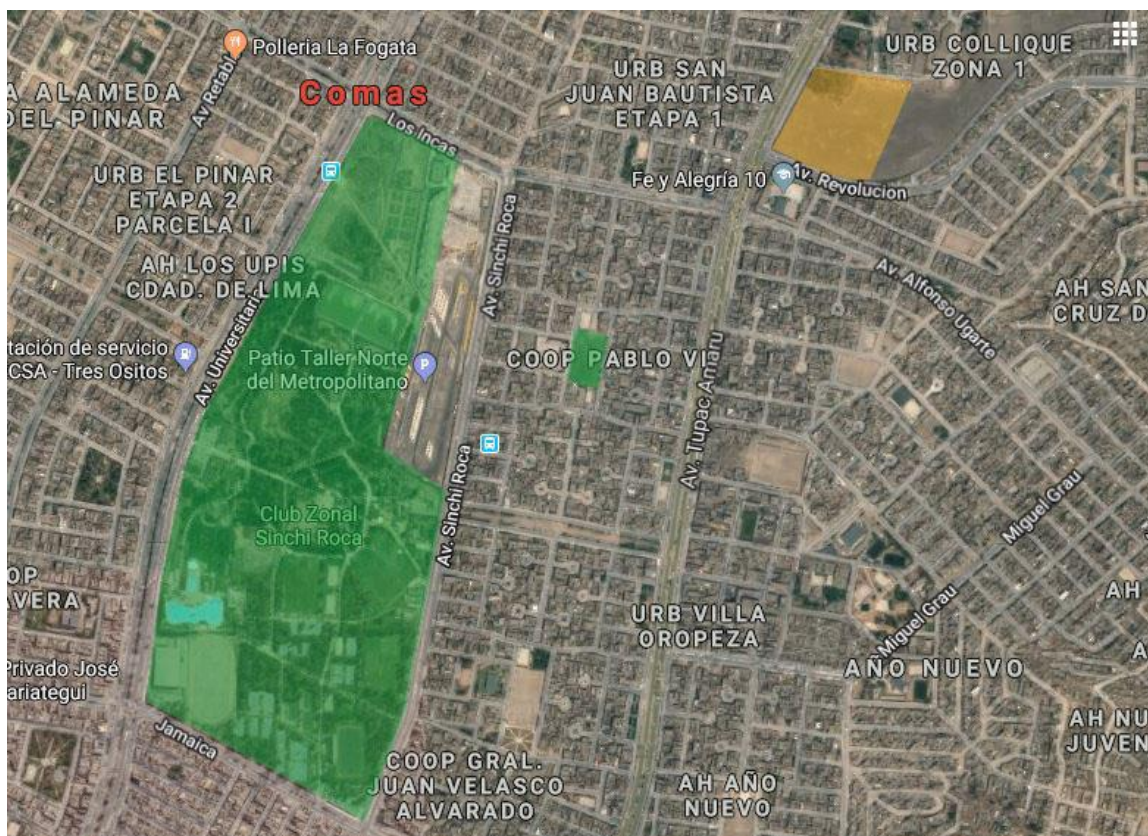 Polleria La Fogata
URB COLLIQUE
ZONA 1
A ALAMEDA
DEL PINAR
Av Retabl
Comas
URB SAN
JUAN BAUTISTA
ETAPA 1
Los Incas
URB EL PINAR
ETAPA 2
PARCELA I
Fe y Alegría 10
Av. Revolucion
Av. Sinchi Roca
AH LOS UPIS
CDAD. DE LIMA
Av. Universitari
Av. Alfonso Ugarte
AH SAN
CRUZ D
tación de servicio
CSA - Tres Ositos
Patio Taller Norte
del Metropolitano
P
COOP PABLO VI
Av. Tupac Amaru
Av. Sinchi Roca
Club Zonal
Sinchi Roca
Miguel Grau
OP
AVERA
URB VILLA
OROPEZA
Miguel Grau
AH
A
Privado José
ariategui
AÑO NUEVO
Jamaica
AH NU
JUVEN
COOP GRAL.
JUAN VELASCO
ALVARADO
AH AÑO
NUEVO